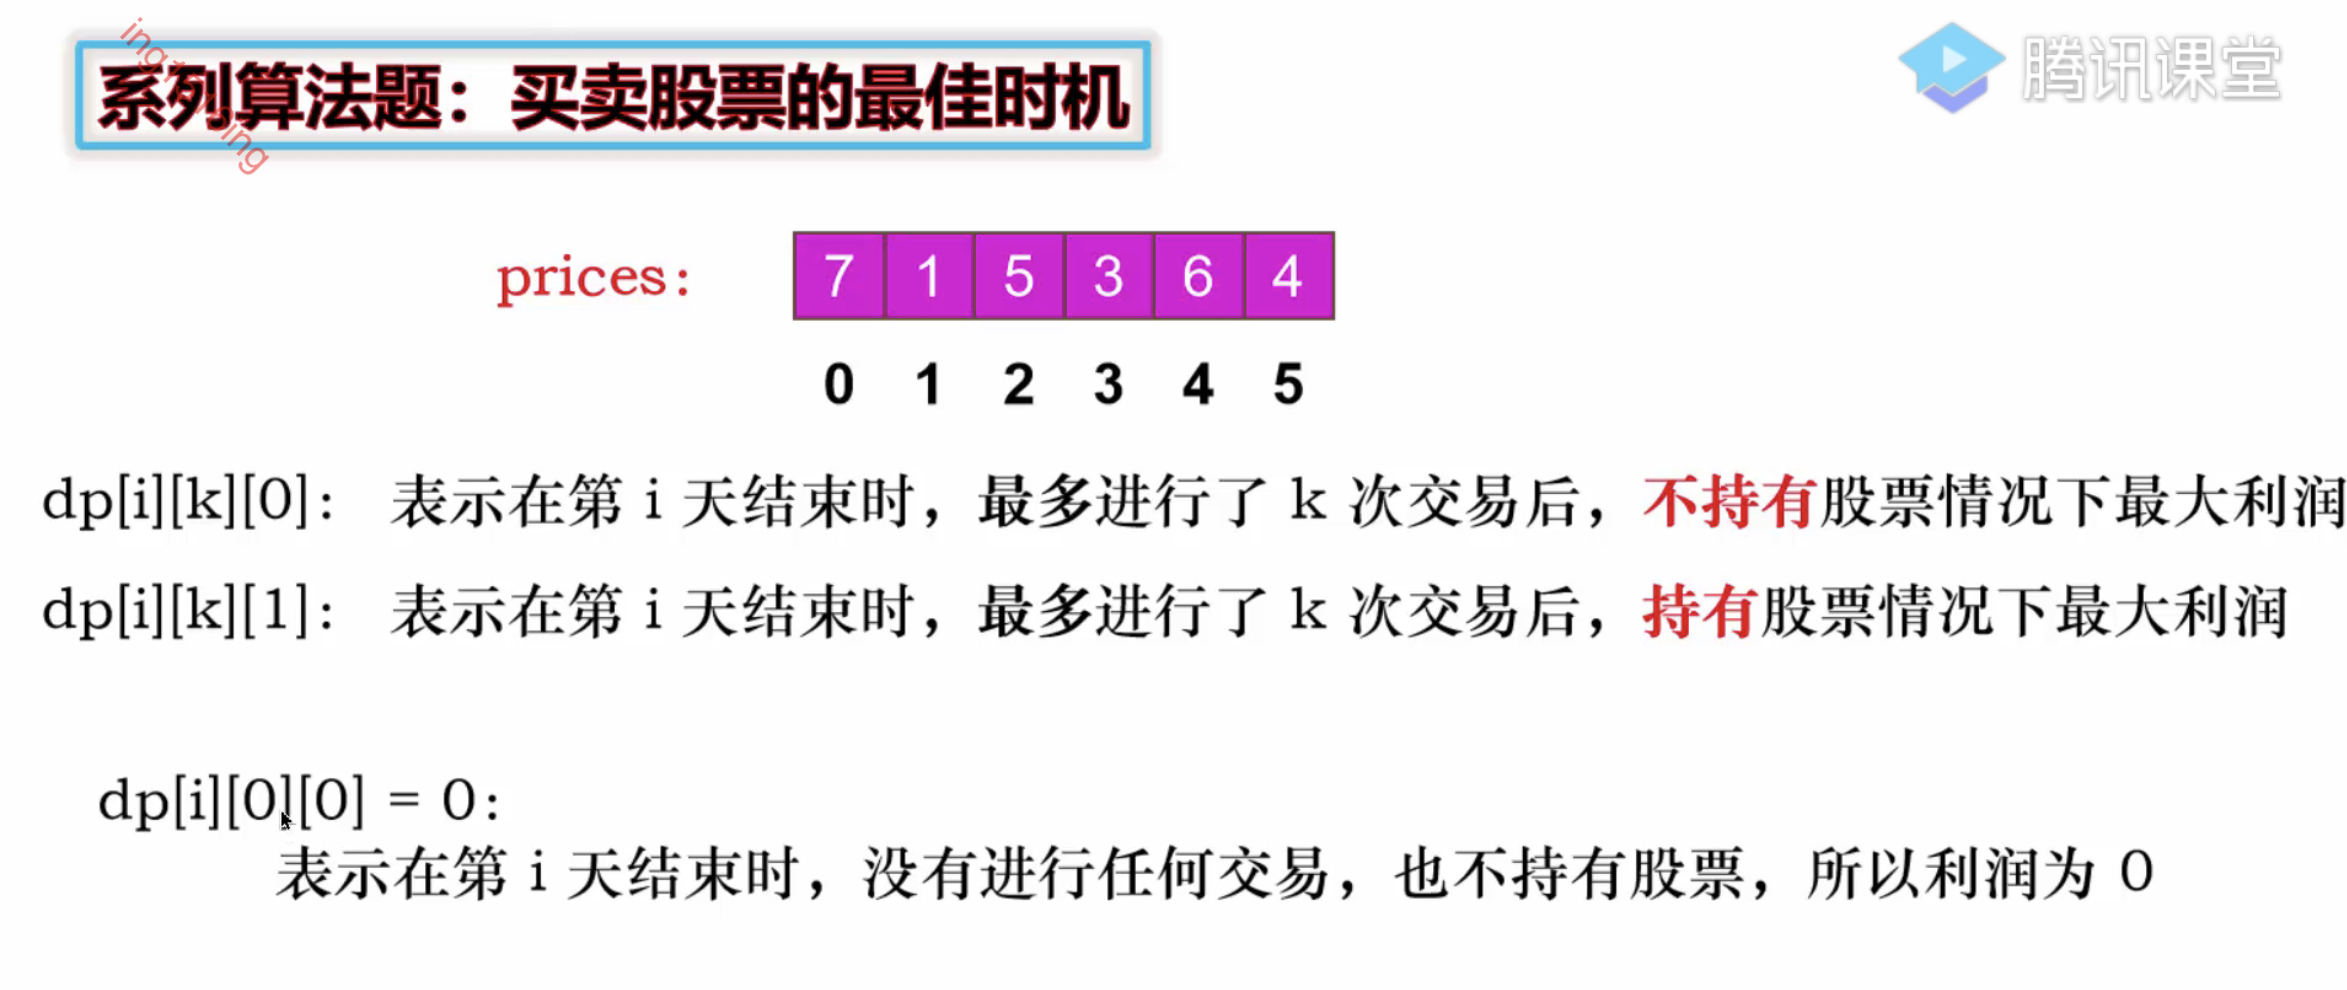 系列算法题：买卖股票的最佳时机
腾讯课堂
prices: 7 1 5 3 6 4
0 1 2 3 4 5
dp[i][k][0]: 表示在第 i 天结束时，最多进行了 k 次交易后，不持有股票情况下最大利润
dp[i][k][1]: 表示在第 i 天结束时，最多进行了 k 次交易后，持有股票情况下最大利润
dp[i][0][0] = 0:
表示在第 i 天结束时，没有进行任何交易，也不持有股票，所以利润为 0